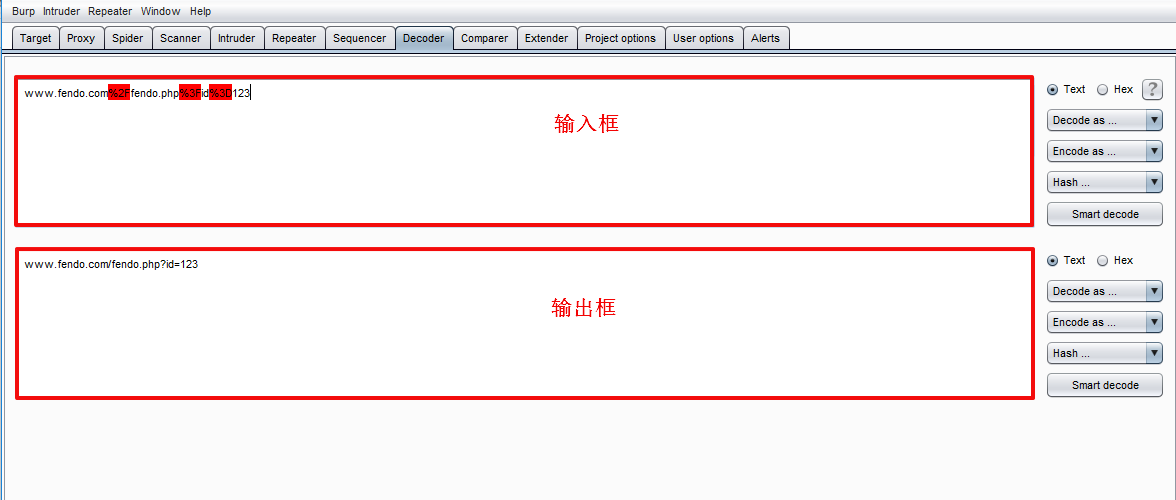 Burp Intruder Repeater Window Help
Target Proxy Spider Scanner Intruder Repeater Sequencer Decoder Comparer Extender Project options User options Alerts
www.fendo.com%2Ffendo.php%3Fid%3D123
输入框
Text Hex ?
Decode as ...
Encode as ...
Hash ...
Smart decode
www.fendo.com/fendo.php?id=123
输出框
Text Hex
Decode as ...
Encode as ...
Hash ...
Smart decode